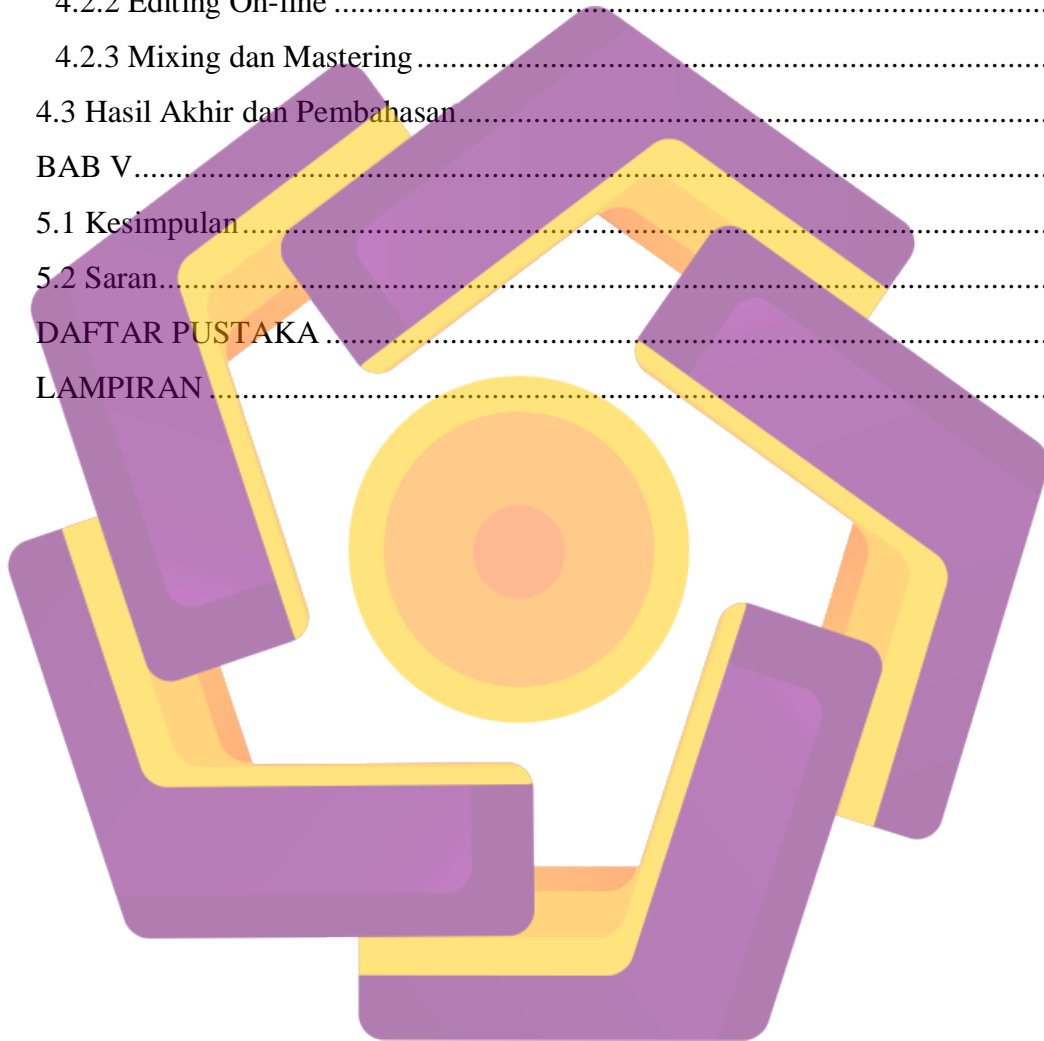 4.2.2 Editing On-line ........................................................................................
4.2.3 Mixing dan Mastering ..............................................................................
4.3 Hasil Akhir dan Pembahasan.........................................................................
BAB V.................................................................................................................
5.1 Kesimpulan ....................................................................................................
5.2 Saran...............................................................................................................
DAFTAR PUSTAKA ..........................................................................................
LAMPIRAN .........................................................................................................